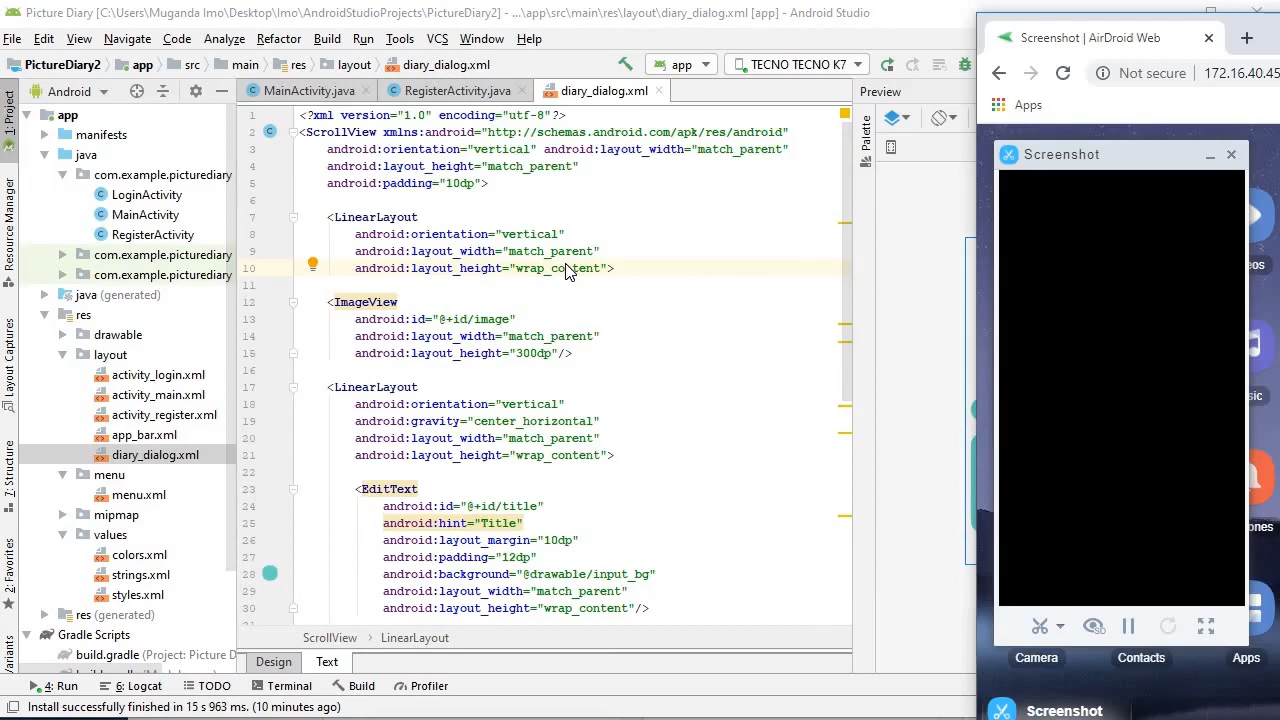 Picture Diary [C:\Users\Muganda Imo\Desktop\Imo\AndroidStudioProjects\PictureDiary2] - ...\app\src\main\res\layout\diary_dialog.xml [app] - Android Studio
File Edit View Navigate Code Analyze Refactor Build Run Tools VCS Window Help
PictureDiary2 app src main res layout diary_dialog.xml app TECNO TECNO K7
Android MainActivity.java RegisterActivity.java diary_dialog.xml Preview
1: Project
Resource Manager
Layout Captures
7: Structure
2: Favorites
app
manifests
java
com.example.picturediary
LoginActivity
MainActivity
RegisterActivity
com.example.picturediary
com.example.picturediary
java (generated)
res
drawable
layout
activity_login.xml
activity_main.xml
activity_register.xml
app_bar.xml
diary_dialog.xml
menu
menu.xml
mipmap
values
colors.xml
strings.xml
styles.xml
res (generated)
Gradle Scripts
build.gradle (Project: Picture D
1 <?xml version="1.0" encoding="utf-8"?>
2 <ScrollView xmlns:android="http://schemas.android.com/apk/res/android"
3 android:orientation="vertical" android:layout_width="match_parent"
4 android:layout_height="match_parent"
5 android:padding="10dp">
6
7 <LinearLayout
8 android:orientation="vertical"
9 android:layout_width="match_parent"
10 android:layout_height="wrap_content">
11
12 <ImageView
13 android:id="@+id/image"
14 android:layout_width="match_parent"
15 android:layout_height="300dp"/>
16
17 <LinearLayout
18 android:orientation="vertical"
19 android:gravity="center_horizontal"
20 android:layout_width="match_parent"
21 android:layout_height="wrap_content">
22
23 <EditText
24 android:id="@+id/title"
25 android:hint="Title"
26 android:layout_margin="10dp"
27 android:padding="12dp"
28 android:background="@drawable/input_bg"
29 android:layout_width="match_parent"
30 android:layout_height="wrap_content"/>
ScrollView LinearLayout
Design Text
4: Run 6: Logcat TODO Terminal Build Profiler
Install successfully finished in 15 s 963 ms. (10 minutes ago)
Palette
Screenshot | AirDroid Web
Not secure 172.16.40.45
Apps
Screenshot
SD
Camera Contacts Apps
Screenshot